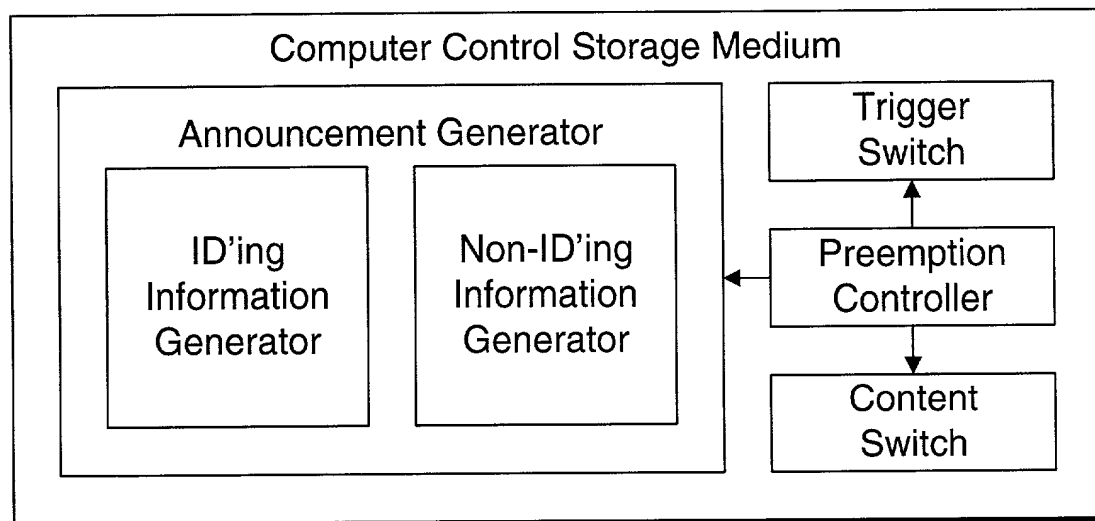 Computer Control Storage Medium
Announcement Generator
ID'ing
Information
Generator
Non-ID'ing
Information
Generator
Trigger
Switch
Preemption
Controller
Content
Switch